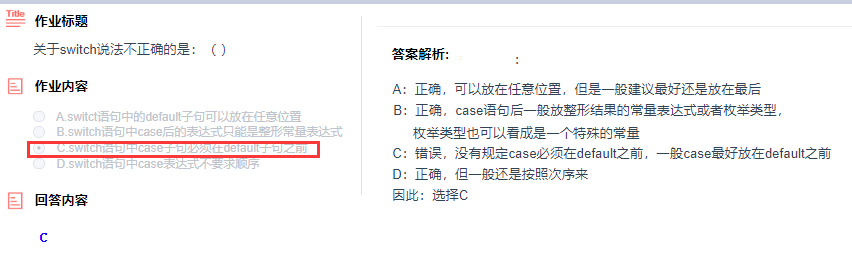 Title 作业标题
关于switch说法不正确的是：（ ）
作业内容
A.switct语句中的default子句可以放在任意位置
B.switch语句中case后的表达式只能是整形常量表达式
C.switch语句中case子句必须在default子句之前
D.switch语句中case表达式不要求顺序
回答内容
C
答案解析:
：
A：正确，可以放在任意位置，但是一般建议最好还是放在最后
B：正确，case语句后一般放整形结果的常量表达式或者枚举类型，
枚举类型也可以看成是一个特殊的常量
C：错误，没有规定case必须在default之前，一般case最好放在default之前
D：正确，但一般还是按照次序来
因此：选择C